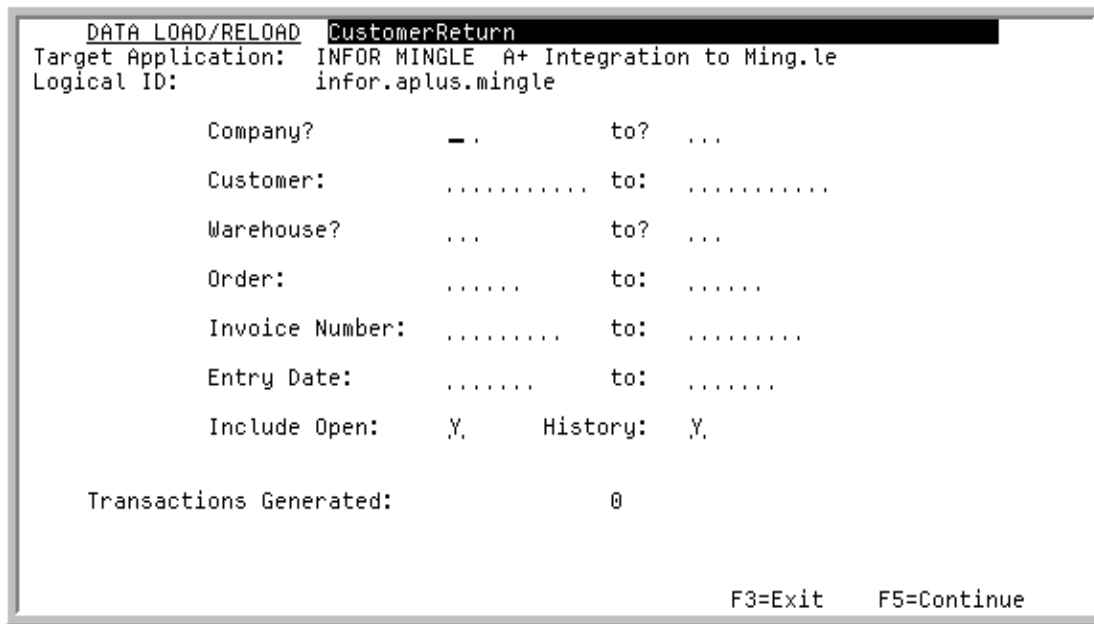 DATA LOAD/RELOAD CustomerReturn
Target Application: INFOR MINGLE A+ Integration to Ming.le
Logical ID: infor.aplus.mingle
Company? to?
Customer: to:
Warehouse? to?
Order: to:
Invoice Number: to:
Entry Date: to:
Include Open: Y History: Y
Transactions Generated: 0
F3=Exit F5=Continue